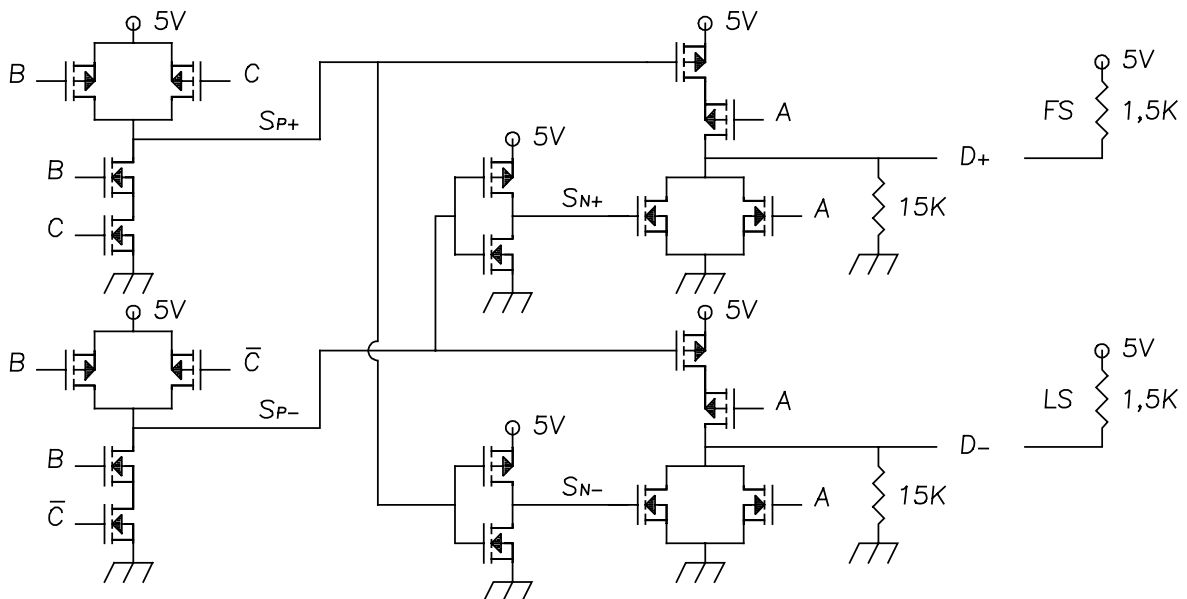 5V
5V
5V
B
C
SP+
A
FS
1,5K
5V
B
SN+
A
D+
15K
C
5V
5V
5V
B
C̅
SP-
A
LS
1,5K
5V
B
SN-
A
D-
15K
C̅